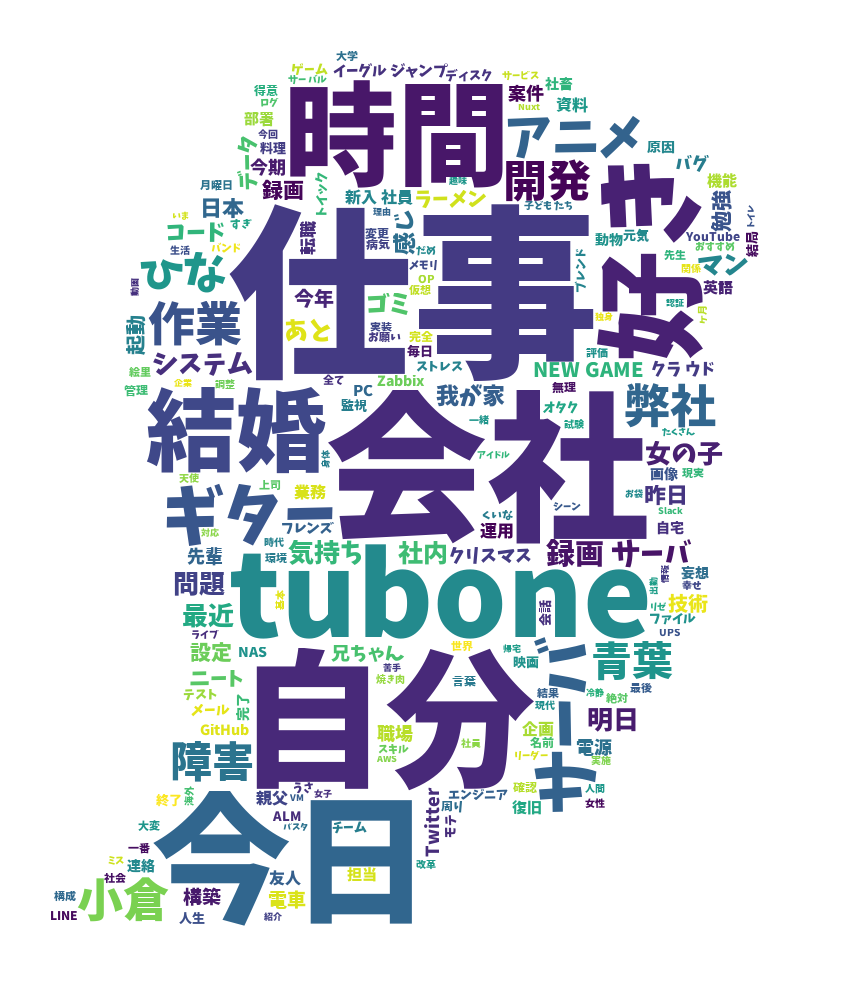 大学
ゲーム イーグル ジャンプ ディスク サービス
サーバル
得意
ログ
時間
案件
社畜
Nuxt
資料
部署
今回
料理
アニメ
原因
データ
今期
録画
トイック
趣味
開発
好き
バグ
機能
月曜日
日本
新入 社員
ラーメン
子どもたち
勉強
トイレ
いま
コード
すぎ
転職
理由
変更
病気
感じ
だめ
仕事
動物
元気
YouTube
おすすめ
結局
生活
バンド
メモリ
ブレンド
先生
関係
マン
ひな
動画
今年
ゴミ
OP
仮想
認証
英語
ヶ月
作業
起動
あと
実装
お願い
完全
毎日
独身
評価
システム
ストレス
NEW GAME
クラウド
絵里
管理
企業
調整
全て
PC
Zabbix
監視
我が家
無理
弊社
結婚
会社
一緒
オタク
試験
たくさん
身体
アイドル
女の子
天使
上司
画像
現実
ギター
業務
シーン
お袋
昨日
Slack
対応
フレンズ
くいな
運用
自宅
先輩
時代
環境
気持ち
社内
クリスマス
録画 サーバ
情報
妄想
幸せ
問題
tubone
出勤
本当
会話
リゼ
技術
ファイル
最近
UPS
ライブ
設定
NAS
兄ちゃん
世界
帰宅
ギター
映画
青葉
ニート
苦手
焼き肉
言葉
結果
冷静
最後
テスト
メール
完了
自分
現代
絶対
明日
GitHub
職場
スキル
AWS
社員
企画
名前
電源
障害
リーダー
実施
終了
海外
親父
うさ
VM
女子
エンジニア
確認
人間
復旧
女性
今日
ALM
パスタ
チーム
Twitter
モテ
周り
大変
一番
ミス
連絡
社会
友人
担当
改革
構成
小倉
構築
電車
LINE
人生
紹介